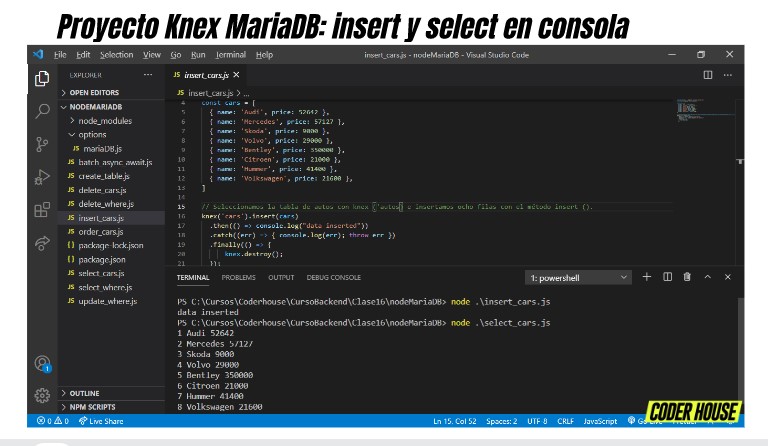 Proyecto Knex MariaDB: insert y select en consola
File Edit Selection View Go Run Terminal Help
insert_cars.js - nodeMariaDB - Visual Studio Code
EXPLORER
OPEN EDITORS
NODEMARIADB
node_modules
options
JS mariaDB.js
JS batch_async-await.js
JS create_table.js
JS delete_cars.js
JS delete_where.js
JS insert_cars.js
JS order_cars.js
{} package-lock.json
{} package.json
JS select_cars.js
JS select_where.js
JS update_where.js
OUTLINE
NPM SCRIPTS
JS insert_cars.js
JS insert_cars.js > ...
4 const cars = [
5 { name: 'Audi', price: 52642 },
6 { name: 'Mercedes', price: 57127 },
7 { name: 'Skoda', price: 9000 },
8 { name: 'Volvo', price: 29000 },
9 { name: 'Bentley', price: 350000 },
10 { name: 'Citroen', price: 21000 },
11 { name: 'Hummer', price: 41400 },
12 { name: 'Volkswagen', price: 21600 },
13 ]
14
15 // Seleccionamos la tabla de autos con knex ('autos') e insertamos ocho filas con el método insert ().
16 knex('cars').insert(cars)
17 .then(() => console.log("data inserted"))
18 .catch((err) => { console.log(err); throw err })
19 .finally(() => {
20 knex.destroy();
21 });
TERMINAL PROBLEMS OUTPUT DEBUG CONSOLE
1: powershell
PS C:\Cursos\Coderhouse\CursoBackend\Clase16\nodeMariaDB> node .\insert_cars.js
data inserted
PS C:\Cursos\Coderhouse\CursoBackend\Clase16\nodeMariaDB> node .\select_cars.js
1 Audi 52642
2 Mercedes 57127
3 Skoda 9000
4 Volvo 29000
5 Bentley 350000
6 Citroen 21000
7 Hummer 41400
8 Volkswagen 21600
1
0 0 Live Share
Ln 15, Col 52 Spaces: 2 UTF-8 CRLF JavaScript
CODER HOUSE